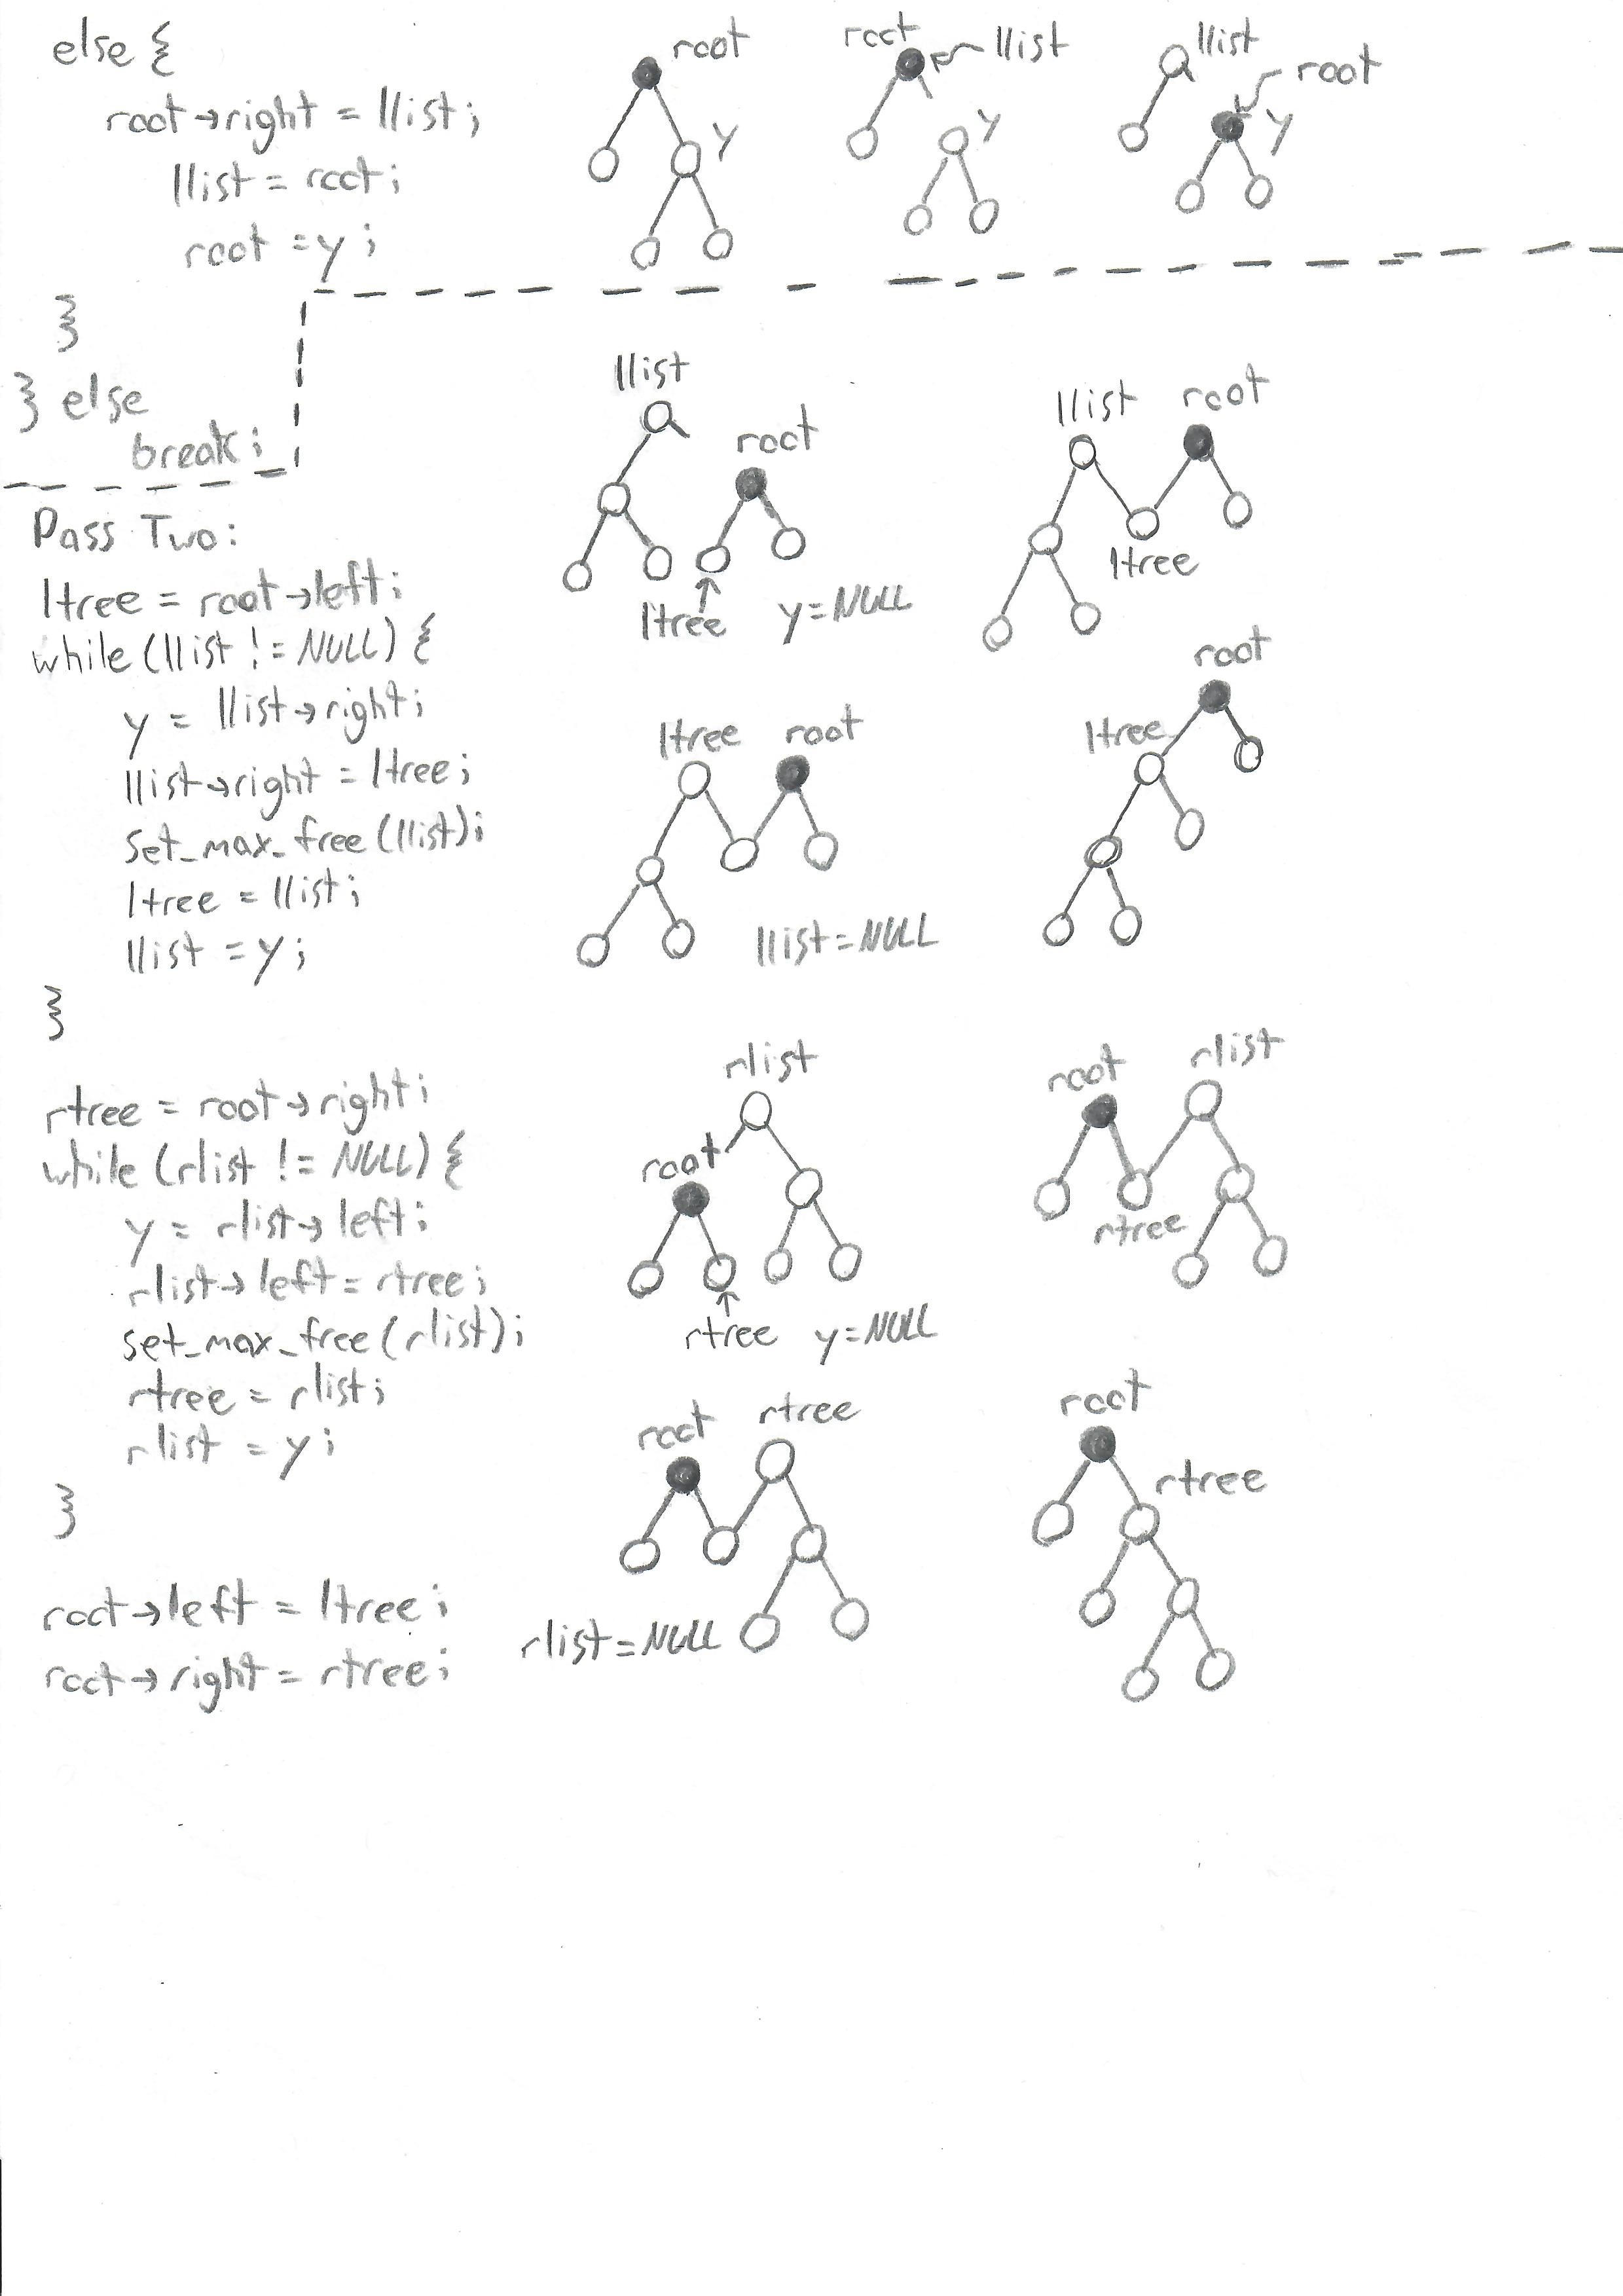 else {
root→right = llist;
llist = root;
root = y;
}
} else
break;
root
y
root
llist
y
llist
root
y
Pass Two:
ltree = root→left;
while (llist != NULL) {
y = llist→right;
llist→right = ltree;
set_max_free(llist);
ltree = llist;
llist = y;
}
llist
root
ltree
y=NULL
llist
root
ltree
ltree
root
llist=NULL
root
ltree
rtree = root→right;
while (rlist != NULL) {
y = rlist→left;
rlist→left = rtree;
set_max_free(rlist);
rtree = rlist;
rlist = y;
}
root→left = ltree;
root→right = rtree;
rlist
root
rtree
y=NULL
root
rlist
rtree
root
rtree
rlist=NULL
root
rtree